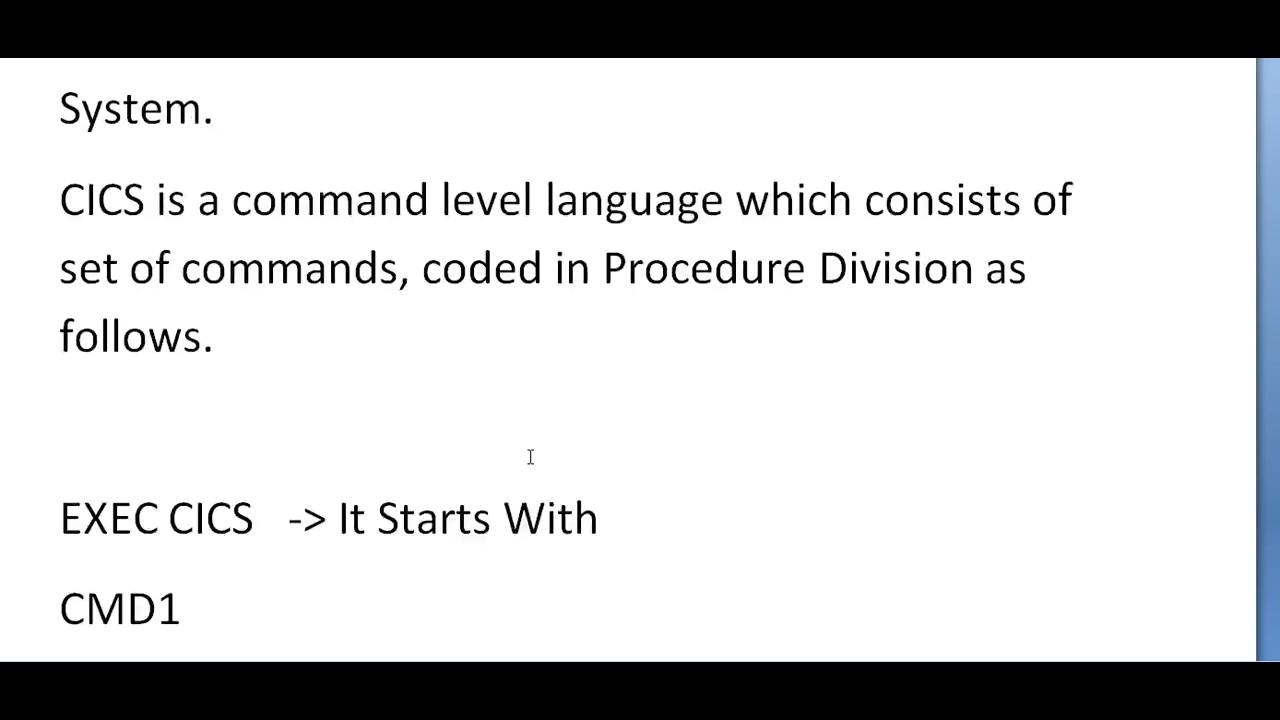 System.
CICS is a command level language which consists of
set of commands, coded in Procedure Division as
follows.
EXEC CICS -> It Starts With
CMD1